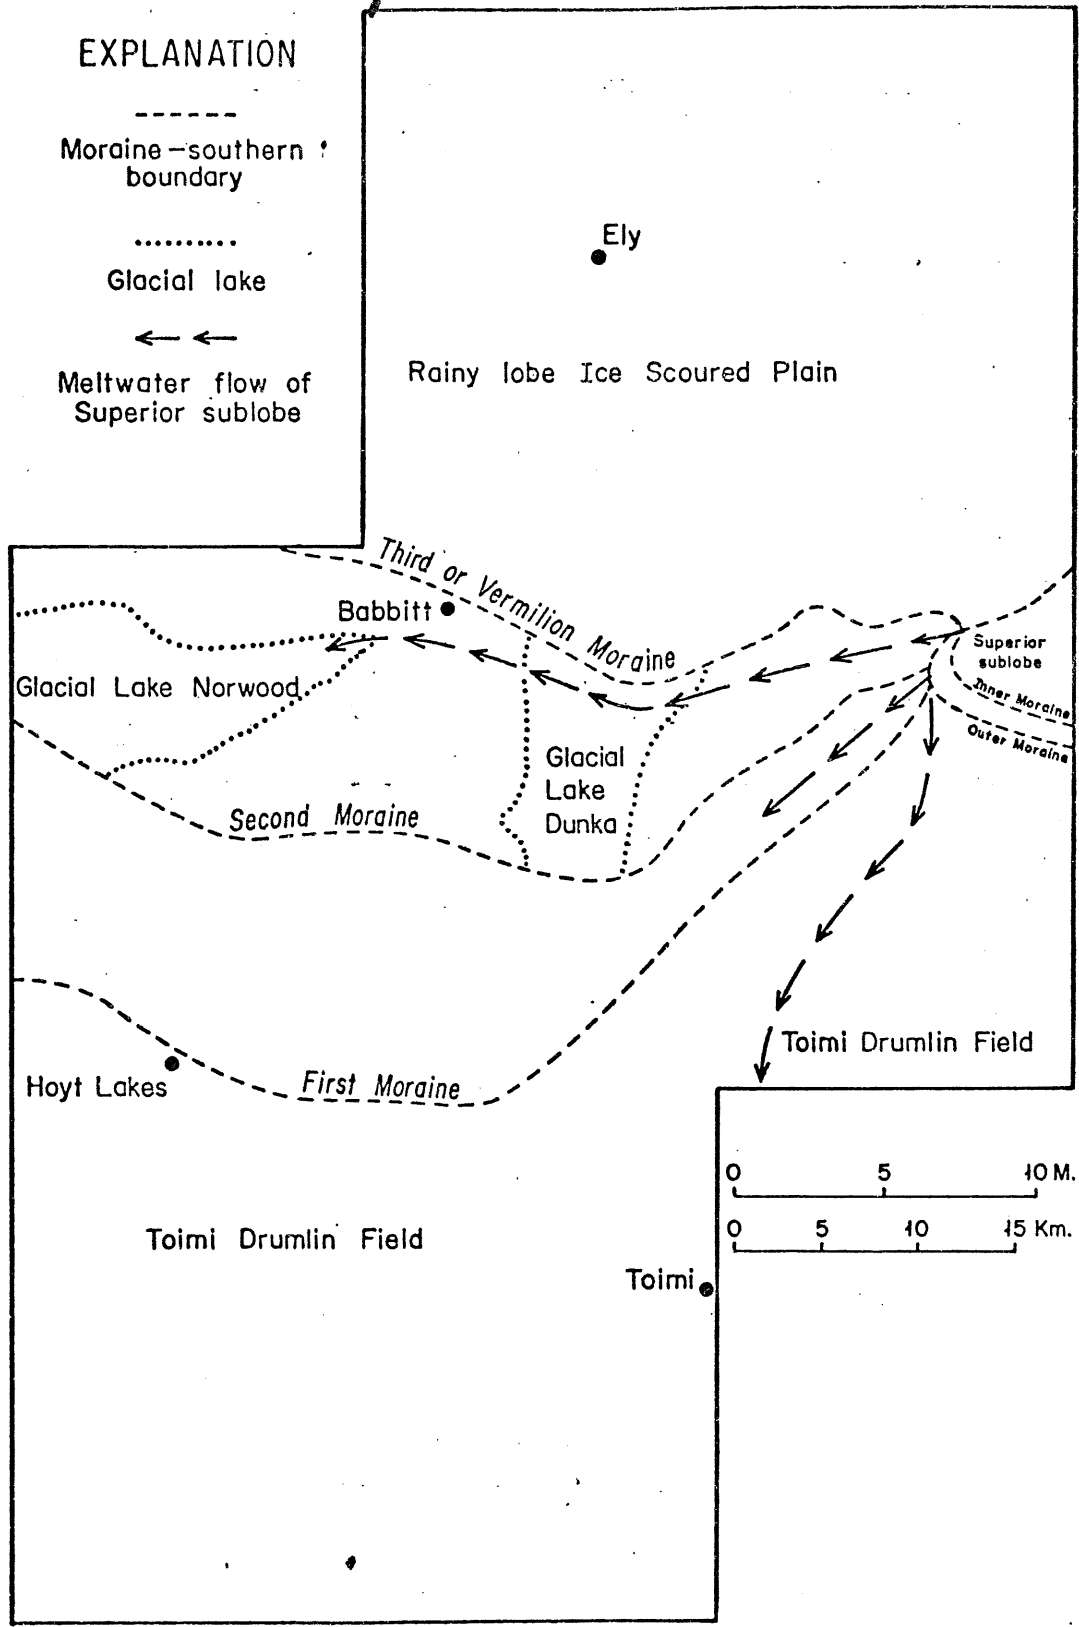 EXPLANATION
Moraine-southern
boundary
Glacial lake
Meltwater flow of
Superior sublobe
Ely
Rainy lobe Ice Scoured Plain
Third or Vermilion Moraine
Babbitt
Superior
sublobe
Glacial Lake Norwood
Inner Moraine
Outer Moraine
Glacial
Lake
Dunka
Second Moraine
Toimi Drumlin Field
Hoyt Lakes
First Moraine
0 5 10 M.
0 5 10 15 Km.
Toimi Drumlin Field
Toimi